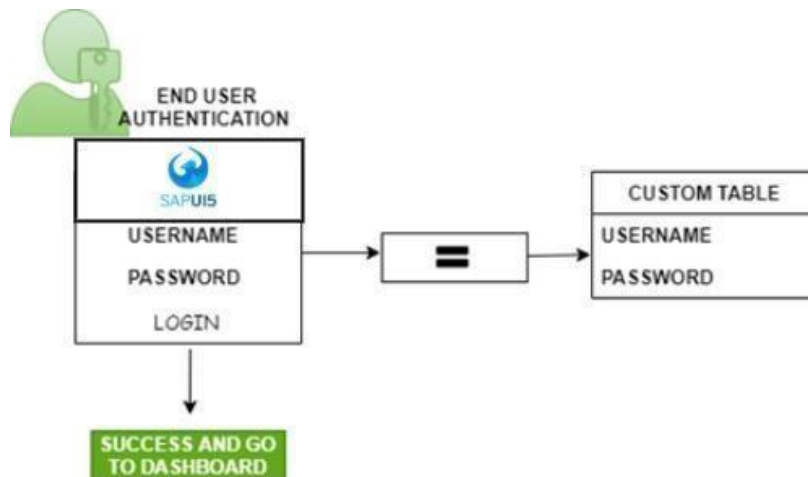 END USER
AUTHENTICATION
SAPUI5
USERNAME
PASSWORD
LOGIN
=
CUSTOM TABLE
USERNAME
PASSWORD
SUCCESS AND GO
TO DASHBOARD